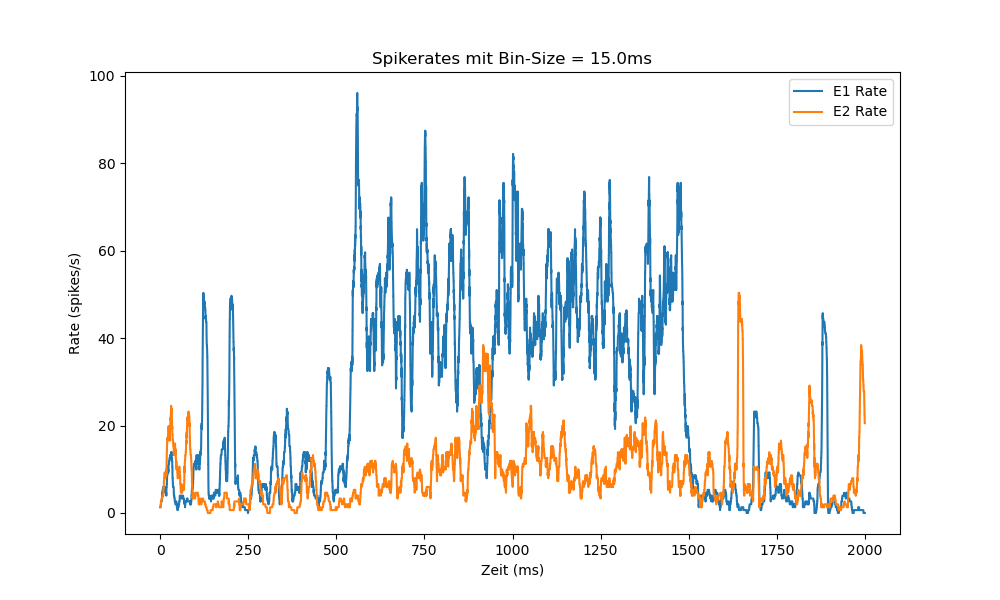 Spikerates mit Bin-Size = 15.0ms
E1 Rate
E2 Rate
Rate (spikes/s)
100
80
60
40
20
0
0 250 500 750 1000 1250 1500 1750 2000
Zeit (ms)